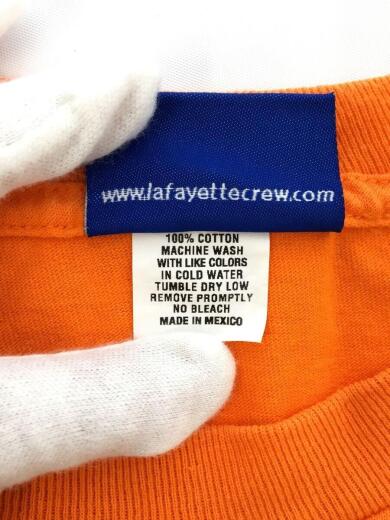 www.lafayettecrew.com
100% COTTON
MACHINE WASH
WITH LIKE COLORS
IN COLD WATER
TUMBLE DRY LOW
REMOVE PROMPTLY
NO BLEACH
MADE IN MEXICO